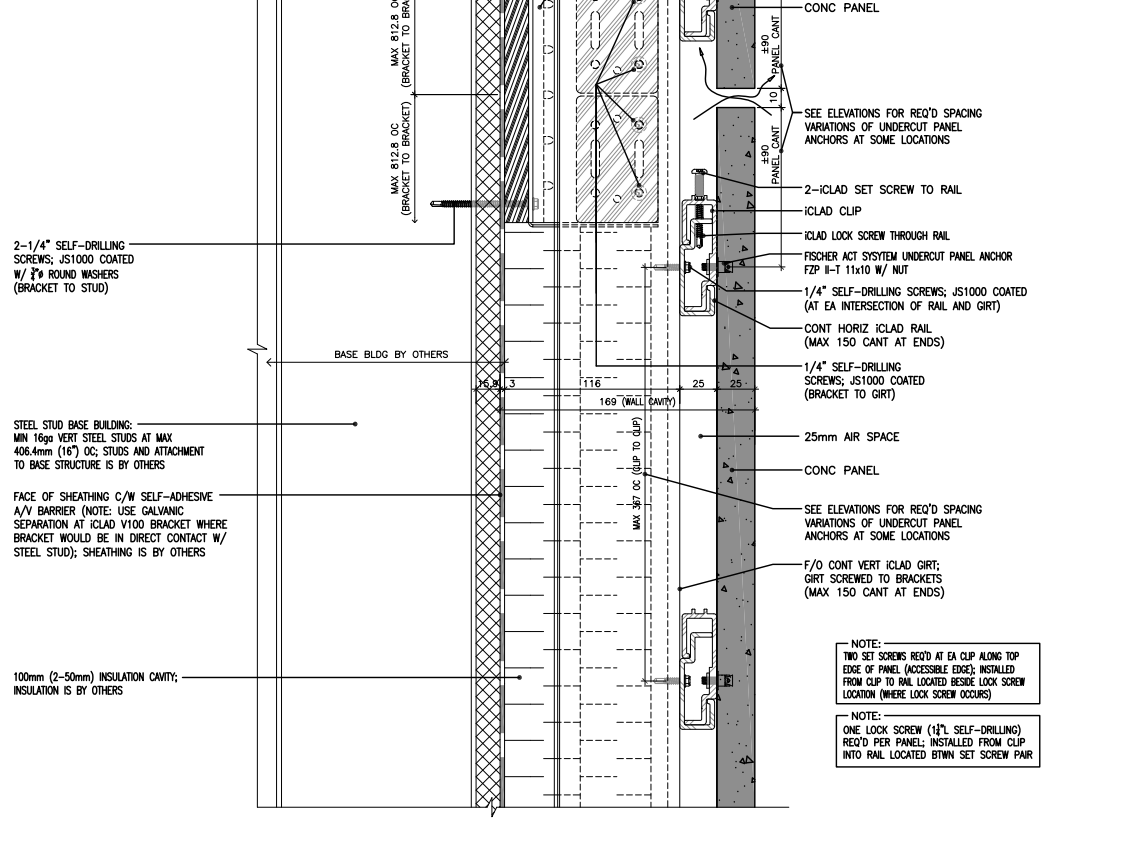 MAX 812.8 OC
(BRACKET TO BRA
MAX 812.8 OC
(BRACKET TO BRACKET)
2-1/4" SELF-DRILLING
SCREWS; JS1000 COATED
W/ ROUND WASHERS
(BRACKET TO STUD)
BASE BLDG BY OTHERS
STEEL STUD BASE BUILDING:
MIN 16ga VERT STEEL STUDS AT MAX
406.4mm (16") OC; STUDS AND ATTACHMENT
TO BASE STRUCTURE IS BY OTHERS
FACE OF SHEATHING C/W SELF-ADHESIVE
A/V BARRIER (NOTE: USE GALVANIC
SEPARATION AT iCLAD V100 BRACKET WHERE
BRACKET WOULD BE IN DIRECT CONTACT W/
STEEL STUD); SHEATHING IS BY OTHERS
100mm (2-50mm) INSULATION CAVITY;
INSULATION IS BY OTHERS
15.9
3
116
25
25
169 (WALL CAVITY)
MAX 367 OC (CLIP TO CLIP)
±90
PANEL CANT
10
±90
PANEL CANT
CONC PANEL
SEE ELEVATIONS FOR REQ'D SPACING
VARIATIONS OF UNDERCUT PANEL
ANCHORS AT SOME LOCATIONS
2-iCLAD SET SCREW TO RAIL
iCLAD CLIP
iCLAD LOCK SCREW THROUGH RAIL
FISCHER ACT SYSYTEM UNDERCUT PANEL ANCHOR
FZP II-T 11x10 W/ NUT
1/4" SELF-DRILLING SCREWS; JS1000 COATED
(AT EA INTERSECTION OF RAIL AND GIRT)
CONT HORIZ iCLAD RAIL
(MAX 150 CANT AT ENDS)
1/4" SELF-DRILLING
SCREWS; JS1000 COATED
(BRACKET TO GIRT)
25mm AIR SPACE
CONC PANEL
SEE ELEVATIONS FOR REQ'D SPACING
VARIATIONS OF UNDERCUT PANEL
ANCHORS AT SOME LOCATIONS
F/O CONT VERT iCLAD GIRT;
GIRT SCREWED TO BRACKETS
(MAX 150 CANT AT ENDS)
NOTE:
TWO SET SCREWS REQ'D AT EA CLIP ALONG TOP
EDGE OF PANEL (ACCESSIBLE EDGE); INSTALLED
FROM CLIP TO RAIL LOCATED BESIDE LOCK SCREW
LOCATION (WHERE LOCK SCREW OCCURS)
NOTE:
ONE LOCK SCREW SELF-DRILLING)
REQ'D PER PANEL; INSTALLED FROM CLIP
INTO RAIL LOCATED BTWN SET SCREW PAIR